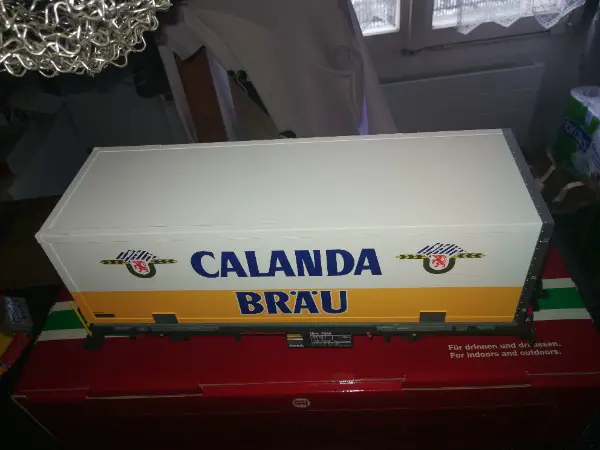 CALANDA
BRÄU
Für drinnen und draussen.
For indoors and outdoors.